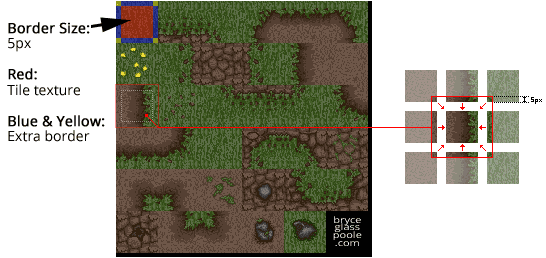 Border Size:
5px
Red:
Tile texture
Blue & Yellow:
Extra border
5px
bryce
glass
poole
.com